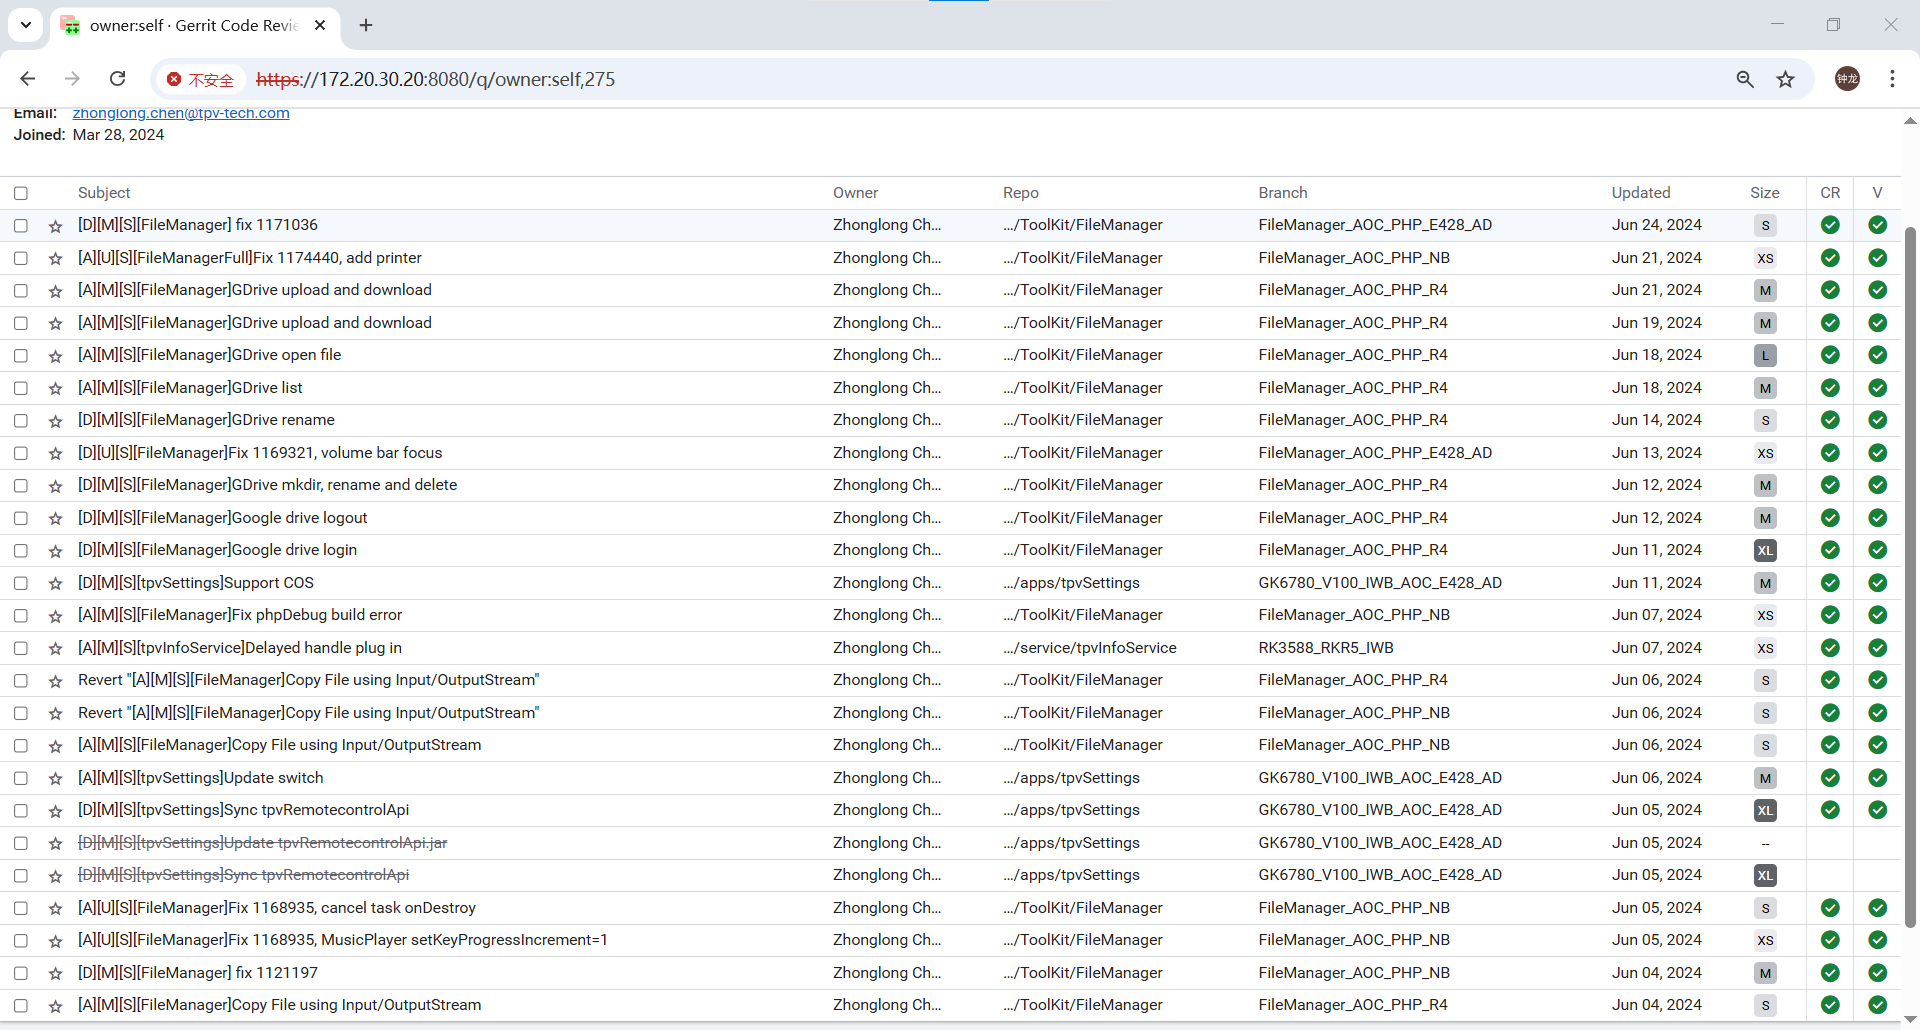 owner:self · Gerrit Code Revie
不安全 https://172.20.30.20:8080/q/owner:self,275 钟龙
Email: zhonglong.chen@tpv-tech.com
Joined: Mar 28, 2024
Subject Owner Repo Branch Updated Size CR V
[D][M][S][FileManager] fix 1171036 Zhonglong Ch... .../ToolKit/FileManager FileManager_AOC_PHP_E428_AD Jun 24, 2024 S
[A][U][S][FileManagerFull]Fix 1174440, add printer Zhonglong Ch... .../ToolKit/FileManager FileManager_AOC_PHP_NB Jun 21, 2024 XS
[A][M][S][FileManager]GDrive upload and download Zhonglong Ch... .../ToolKit/FileManager FileManager_AOC_PHP_R4 Jun 21, 2024 M
[A][M][S][FileManager]GDrive upload and download Zhonglong Ch... .../ToolKit/FileManager FileManager_AOC_PHP_R4 Jun 19, 2024 M
[A][M][S][FileManager]GDrive open file Zhonglong Ch... .../ToolKit/FileManager FileManager_AOC_PHP_R4 Jun 18, 2024 L
[A][M][S][FileManager]GDrive list Zhonglong Ch... .../ToolKit/FileManager FileManager_AOC_PHP_R4 Jun 18, 2024 M
[D][M][S][FileManager]GDrive rename Zhonglong Ch... .../ToolKit/FileManager FileManager_AOC_PHP_R4 Jun 14, 2024 S
[D][U][S][FileManager]Fix 1169321, volume bar focus Zhonglong Ch... .../ToolKit/FileManager FileManager_AOC_PHP_E428_AD Jun 13, 2024 XS
[D][M][S][FileManager]GDrive mkdir, rename and delete Zhonglong Ch... .../ToolKit/FileManager FileManager_AOC_PHP_R4 Jun 12, 2024 M
[D][M][S][FileManager]Google drive logout Zhonglong Ch... .../ToolKit/FileManager FileManager_AOC_PHP_R4 Jun 12, 2024 M
[D][M][S][FileManager]Google drive login Zhonglong Ch... .../ToolKit/FileManager FileManager_AOC_PHP_R4 Jun 11, 2024 XL
[D][M][S][tpvSettings]Support COS Zhonglong Ch... .../apps/tpvSettings GK6780_V100_IWB_AOC_E428_AD Jun 11, 2024 M
[A][M][S][FileManager]Fix phpDebug build error Zhonglong Ch... .../ToolKit/FileManager FileManager_AOC_PHP_NB Jun 07, 2024 XS
[A][M][S][tpvInfoService]Delayed handle plug in Zhonglong Ch... .../service/tpvInfoService RK3588_RKR5_IWB Jun 07, 2024 XS
Revert "[A][M][S][FileManager]Copy File using Input/OutputStream" Zhonglong Ch... .../ToolKit/FileManager FileManager_AOC_PHP_R4 Jun 06, 2024 S
Revert "[A][M][S][FileManager]Copy File using Input/OutputStream" Zhonglong Ch... .../ToolKit/FileManager FileManager_AOC_PHP_NB Jun 06, 2024 S
[A][M][S][FileManager]Copy File using Input/OutputStream Zhonglong Ch... .../ToolKit/FileManager FileManager_AOC_PHP_NB Jun 06, 2024 S
[A][M][S][tpvSettings]Update switch Zhonglong Ch... .../apps/tpvSettings GK6780_V100_IWB_AOC_E428_AD Jun 06, 2024 M
[D][M][S][tpvSettings]Sync tpvRemotecontrolApi Zhonglong Ch... .../apps/tpvSettings GK6780_V100_IWB_AOC_E428_AD Jun 05, 2024 XL
[D][M][S][tpvSettings]Update tpvRemotecontrolApi.jar Zhonglong Ch... .../apps/tpvSettings GK6780_V100_IWB_AOC_E428_AD Jun 05, 2024 --
[D][M][S][tpvSettings]Sync tpvRemotecontrolApi Zhonglong Ch... .../apps/tpvSettings GK6780_V100_IWB_AOC_E428_AD Jun 05, 2024 XL
[A][U][S][FileManager]Fix 1168935, cancel task onDestroy Zhonglong Ch... .../ToolKit/FileManager FileManager_AOC_PHP_NB Jun 05, 2024 S
[A][U][S][FileManager]Fix 1168935, MusicPlayer setKeyProgressIncrement=1 Zhonglong Ch... .../ToolKit/FileManager FileManager_AOC_PHP_NB Jun 05, 2024 XS
[D][M][S][FileManager] fix 1121197 Zhonglong Ch... .../ToolKit/FileManager FileManager_AOC_PHP_NB Jun 04, 2024 M
[A][M][S][FileManager]Copy File using Input/OutputStream Zhonglong Ch... .../ToolKit/FileManager FileManager_AOC_PHP_R4 Jun 04, 2024 S